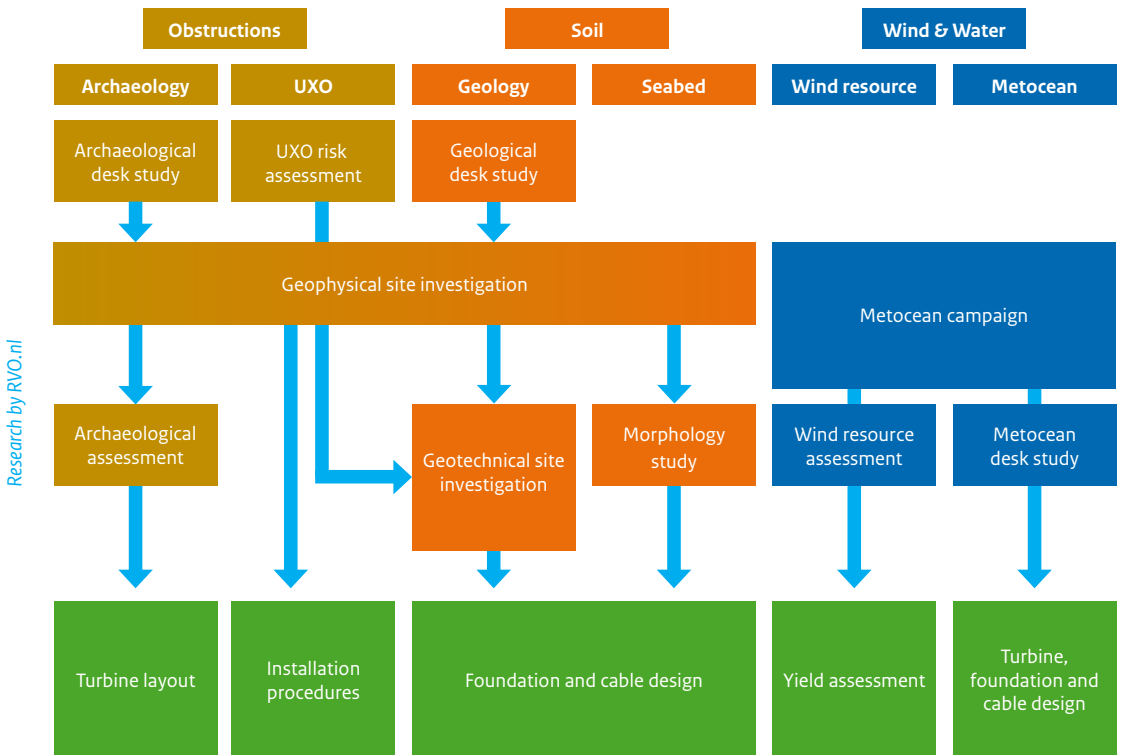 Obstructions
Soil
Wind & Water
Archaeology
UXO
Geology
Seabed
Wind resource
Metocean
Archaeological
desk study
UXO risk
assessment
Geological
desk study
Geophysical site investigation
Metocean campaign
Research by RVO.nl
Archaeological
assessment
Geotechnical site
investigation
Morphology
study
Wind resource
assessment
Metocean
desk study
Turbine layout
Installation
procedures
Foundation and cable design
Yield assessment
Turbine,
foundation and
cable design